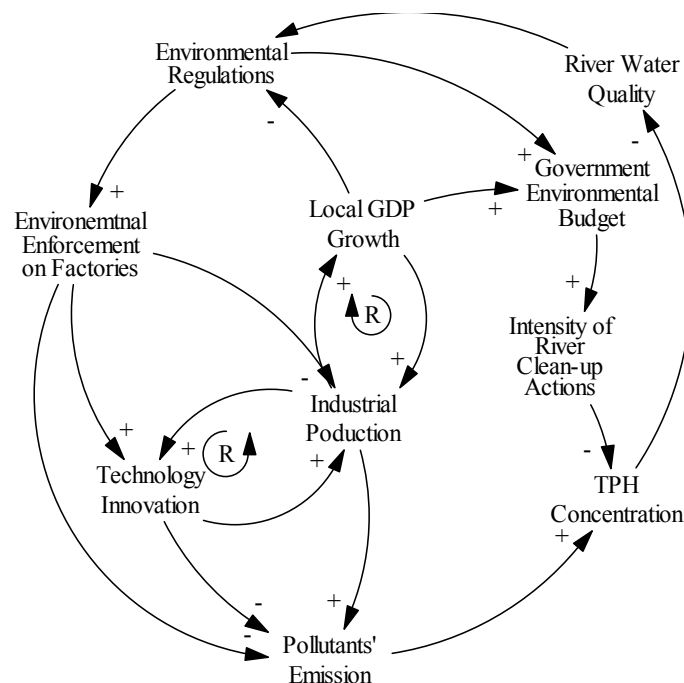 Environmental
Regulations
River Water
Quality
-
-
+
Government
Environmental
Budget
+
Local GDP
Growth
+
Environemtnal
Enforcement
on Factories
+
R
+
Intensity of
River
Clean-up
Actions
+
-
Industrial
Poduction
+
+
R
+
-
Technology
Innovation
TPH
Concentration
+
+
-
-
Pollutants'
Emission